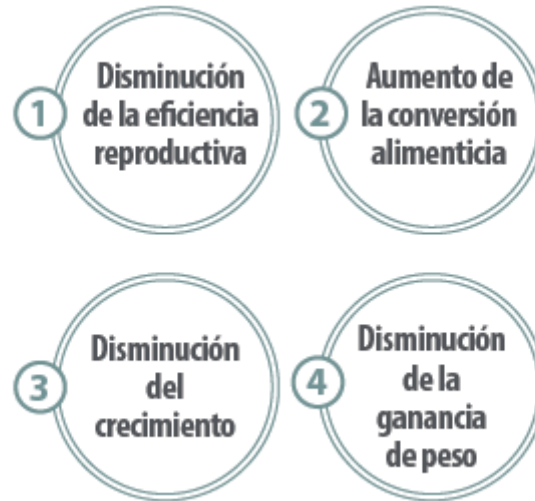 1
Disminución
de la eficiencia
reproductiva
2
Aumento de
la conversión
alimenticia
3
Disminución
del
crecimiento
4
Disminución
de la
ganancia
de peso